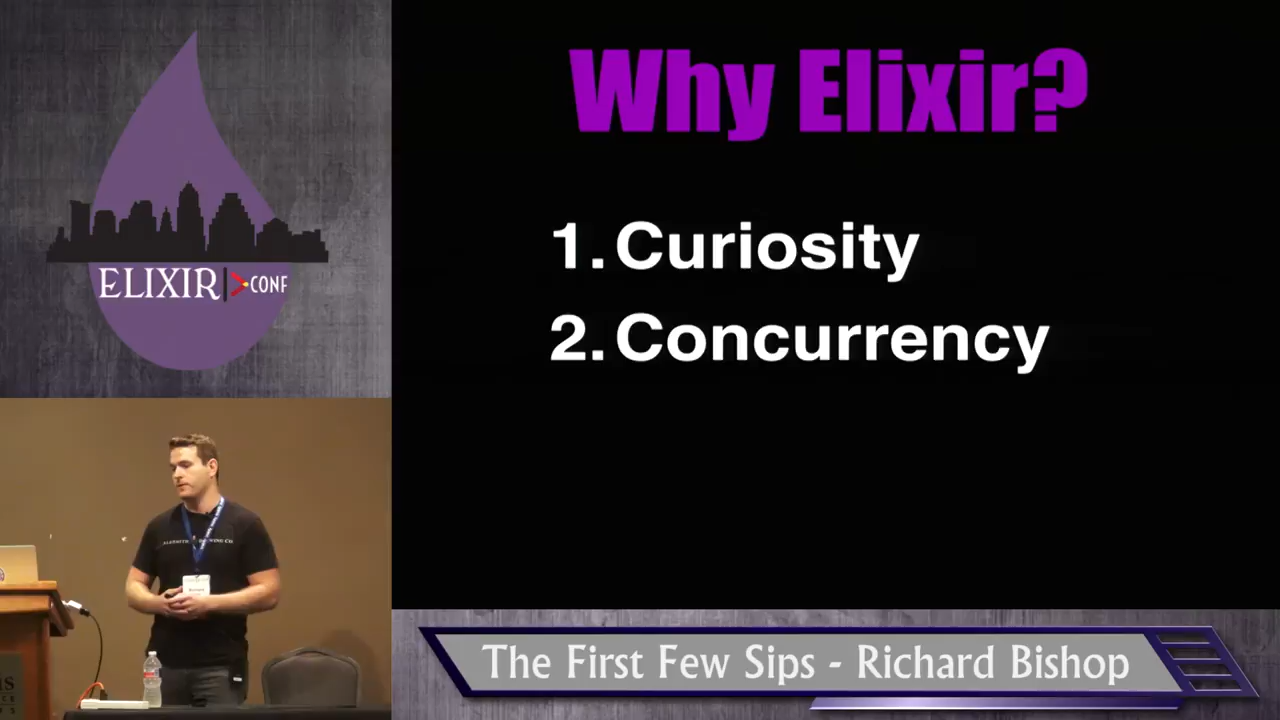 Why Elixir?
1. Curiosity
2. Concurrency
ELIXIR|>CONF
The First Few Sips - Richard Bishop